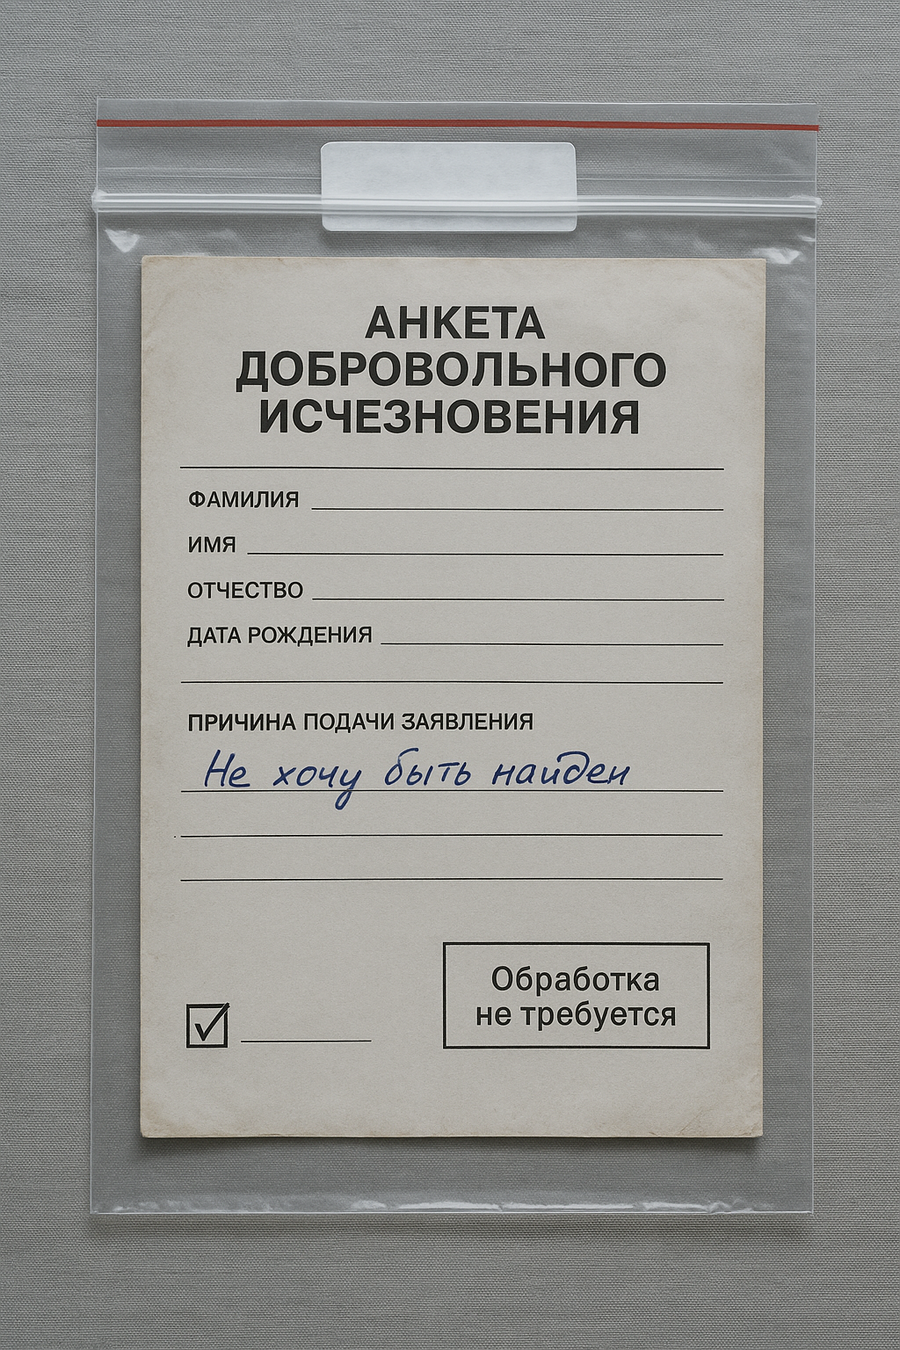 АНКЕТА
ДОБРОВОЛЬНОГО
ИСЧЕЗНОВЕНИЯ
ФАМИЛИЯ
ИМЯ
ОТЧЕСТВО
ДАТА РОЖДЕНИЯ
ПРИЧИНА ПОДАЧИ ЗАЯВЛЕНИЯ
Не хочу быть найден
Обработка
не требуется